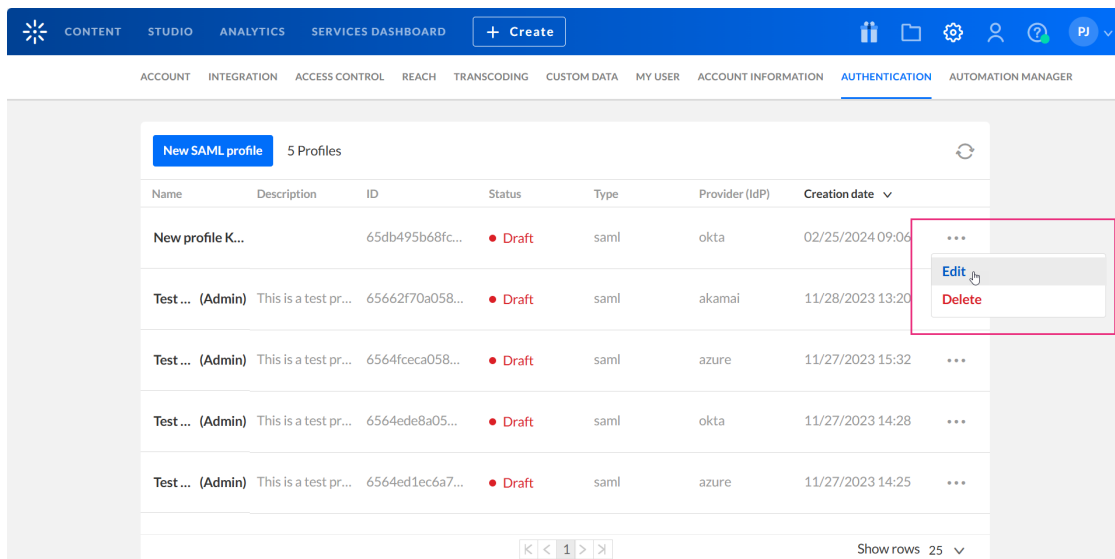 CONTENT STUDIO ANALYTICS SERVICES DASHBOARD + Create PJ
ACCOUNT INTEGRATION ACCESS CONTROL REACH TRANSCODING CUSTOM DATA MY USER ACCOUNT INFORMATION AUTHENTICATION AUTOMATION MANAGER
New SAML profile 5 Profiles
Name Description ID Status Type Provider (IdP) Creation date
New profile K... 65db495b68fc... Draft saml okta 02/25/2024 09:06 ...
Edit
Test ... (Admin) This is a test pr... 65662f70a058... Draft saml akamai 11/28/2023 13:20
Delete
Test ... (Admin) This is a test pr... 6564fceca058... Draft saml azure 11/27/2023 15:32 ...
Test ... (Admin) This is a test pr... 6564ede8a05... Draft saml okta 11/27/2023 14:28 ...
Test ... (Admin) This is a test pr... 6564ed1ec6a7... Draft saml azure 11/27/2023 14:25 ...
1 Show rows 25